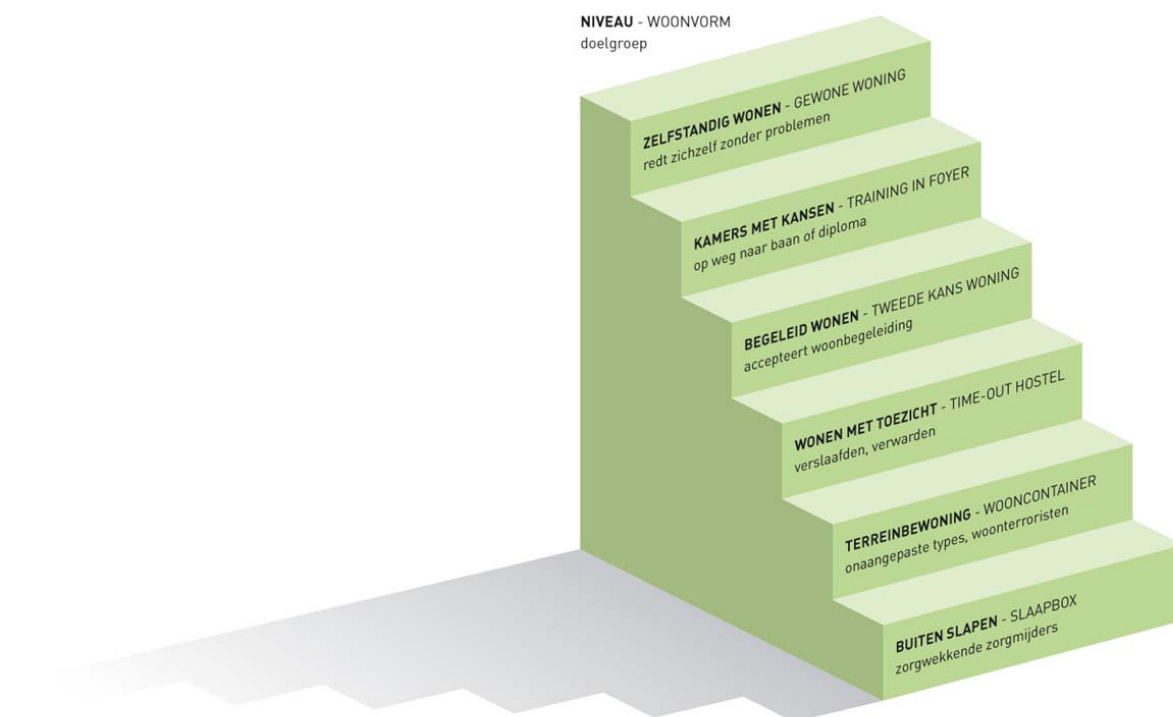 NIVEAU - WOONVORM
doelgroep
ZELFSTANDIG WONEN - GEWONE WONING
redt zichzelf zonder problemen
KAMERS MET KANSEN - TRAINING IN FOYER
op weg naar baan of diploma
BEGELEID WONEN - TWEEDE KANS WONING
accepteert woonbegeleiding
WONEN MET TOEZICHT - TIME-OUT HOSTEL
verslaafden, verwarden
TERREINBEWONING - WOONCONTAINER
onaangepaste types, woonterroristen
BUITEN SLAPEN - SLAAPBOX
zorgwekkende zorgmijders